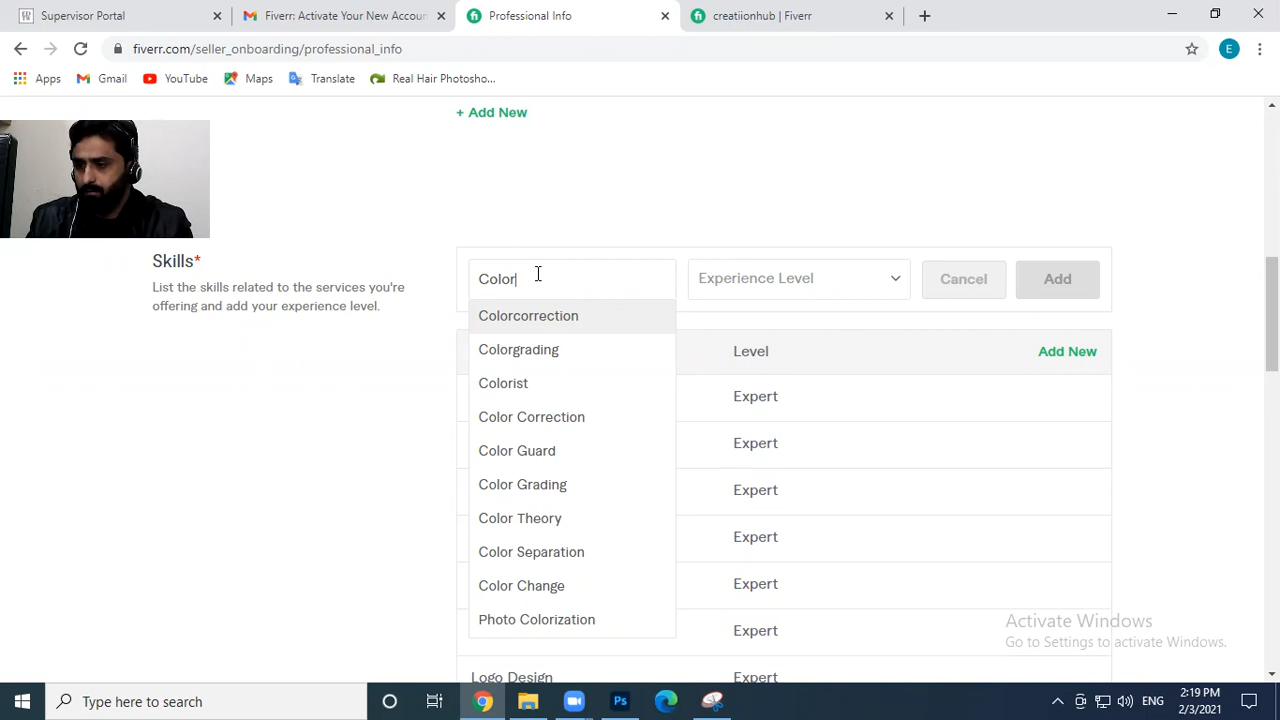 Supervisor Portal
Fiverr: Activate Your New Accoun
Professional Info
creatiionhub | Fiverr
fiverr.com/seller_onboarding/professional_info
E
Apps
Gmail
YouTube
Maps
Translate
Real Hair Photosho...
+ Add New
Skills*
List the skills related to the services you're
offering and add your experience level.
Color
Experience Level
Cancel
Add
Colorcorrection
Colorgrading
Colorist
Color Correction
Color Guard
Color Grading
Color Theory
Color Separation
Color Change
Photo Colorization
Level
Add New
Expert
Expert
Expert
Expert
Expert
Expert
Logo Design
Expert
Activate Windows
Go to Settings to activate Windows.
Type here to search
Ps
ENG
2:19 PM
2/3/2021